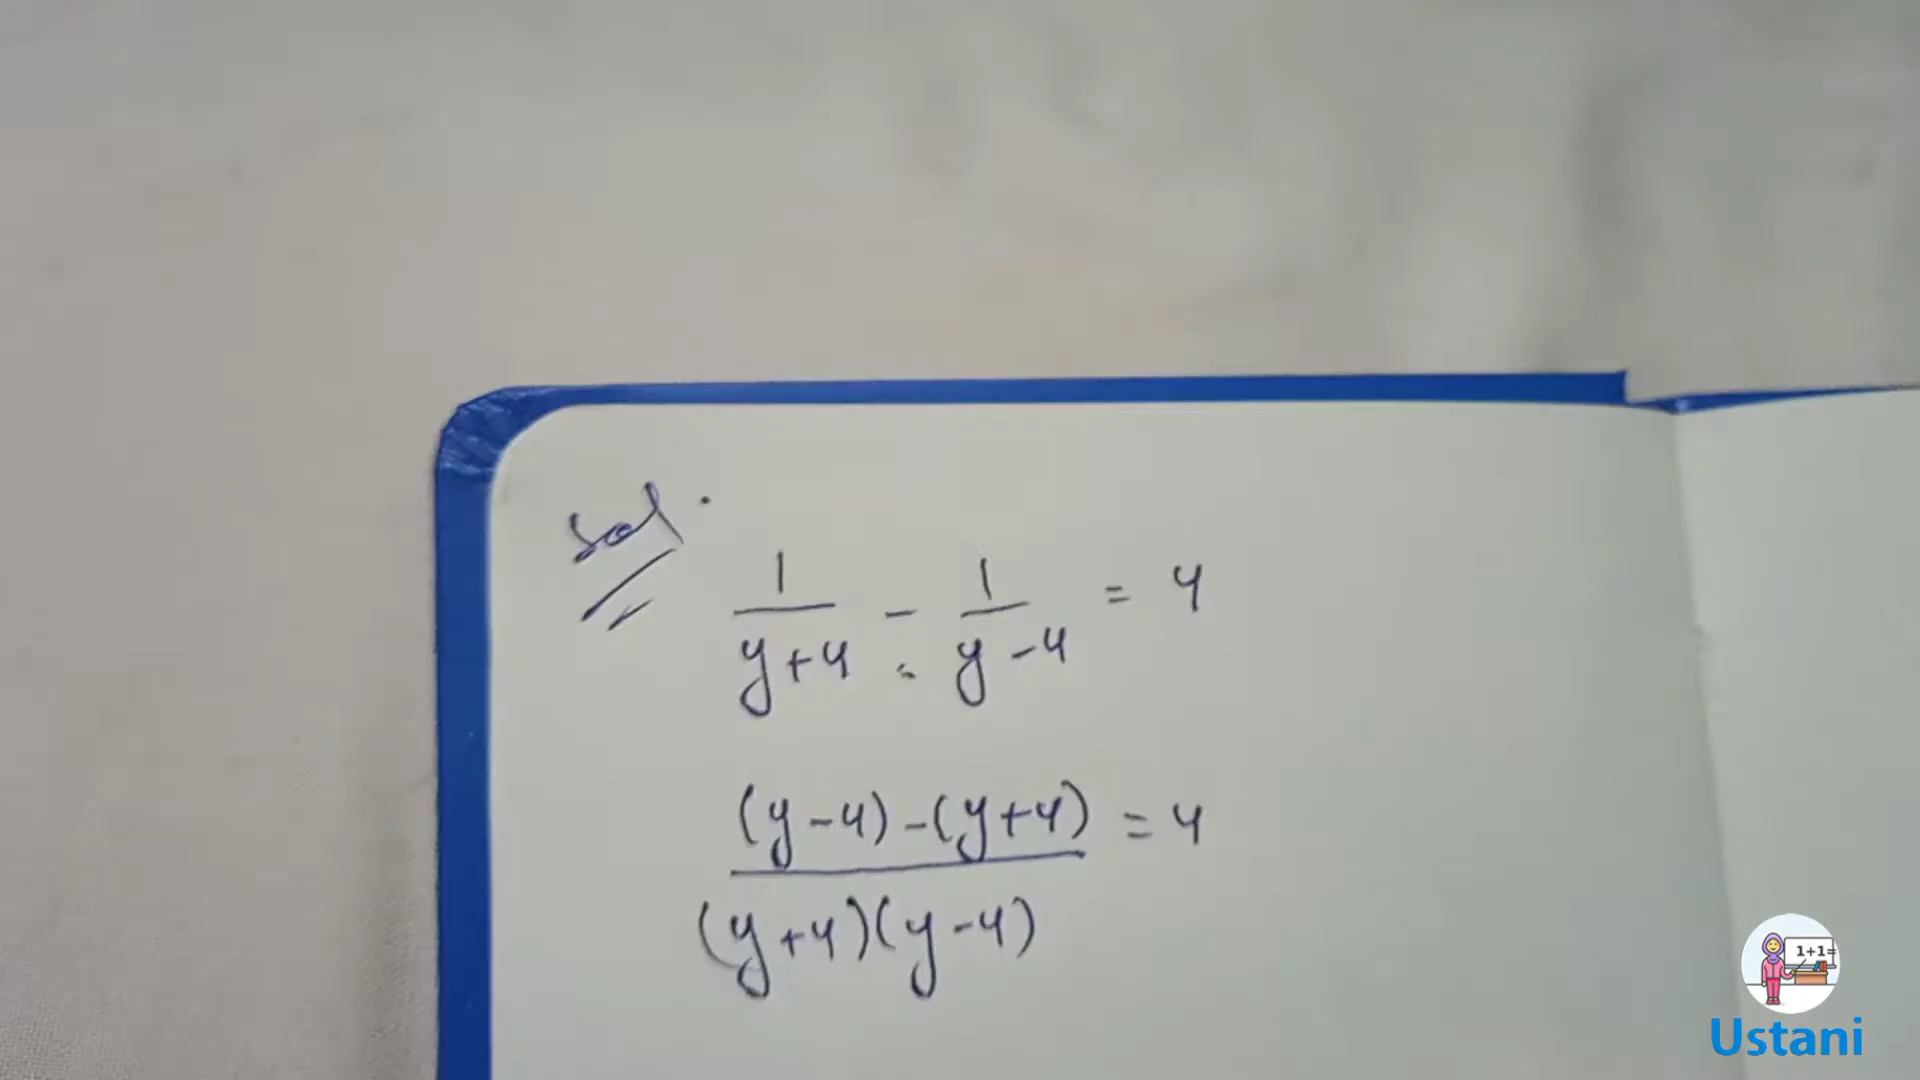 Sol.
1/(y+4) - 1/(y-4) = 4
((y-4)-(y+4))/((y+4)(y-4)) = 4
1+1=
Ustani